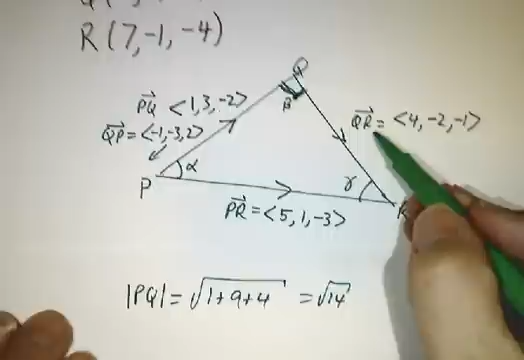 R(7,-1,-4)
Q
PQ <1,3,-2>
β
QP = <-1,-3,2>
QR = <4,-2,-1>
α
γ
P
R
PR = <5,1,-3>
|PQ| = √1+9+4 = √14